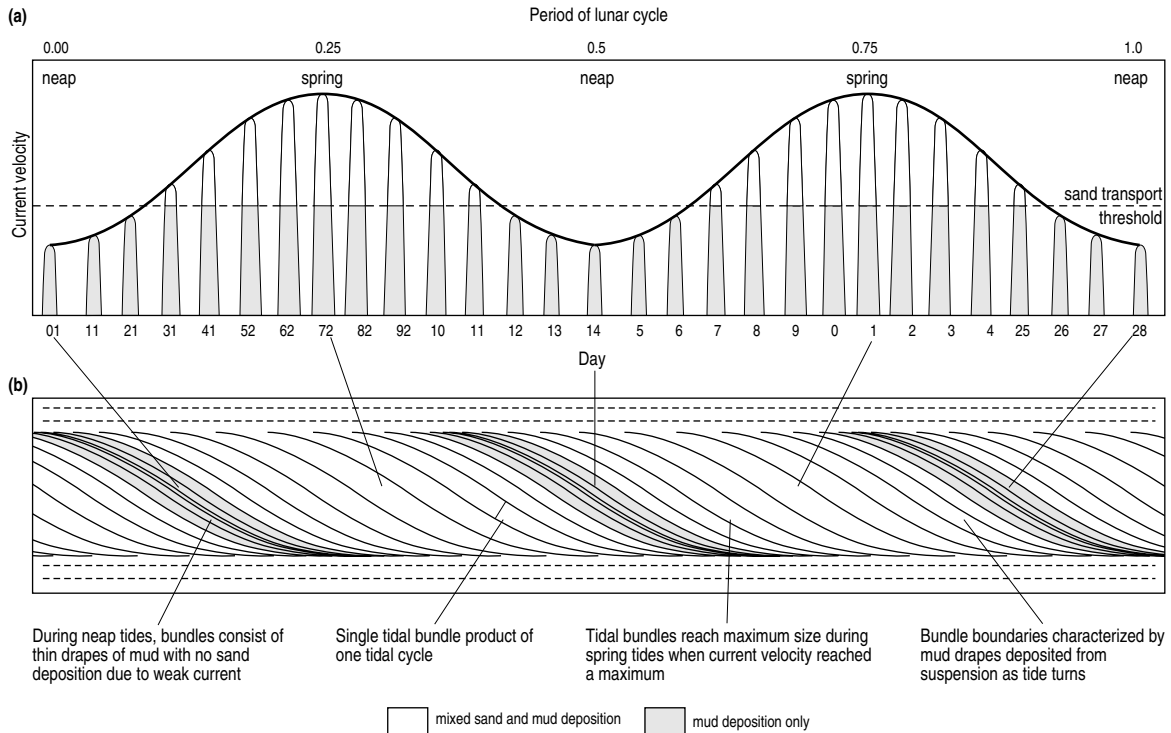 (a)
Period of lunar cycle
0.00 0.25 0.5 0.75 1.0
neap spring neap spring neap
Current velocity
sand transport
threshold
01 11 21 31 41 52 62 72 82 92 10 11 12 13 14 5 6 7 8 9 0 1 2 3 4 25 26 27 28
Day
(b)
During neap tides, bundles consist of
thin drapes of mud with no sand
deposition due to weak current
Single tidal bundle product of
one tidal cycle
Tidal bundles reach maximum size during
spring tides when current velocity reached
a maximum
Bundle boundaries characterized by
mud drapes deposited from
suspension as tide turns
mixed sand and mud deposition
mud deposition only